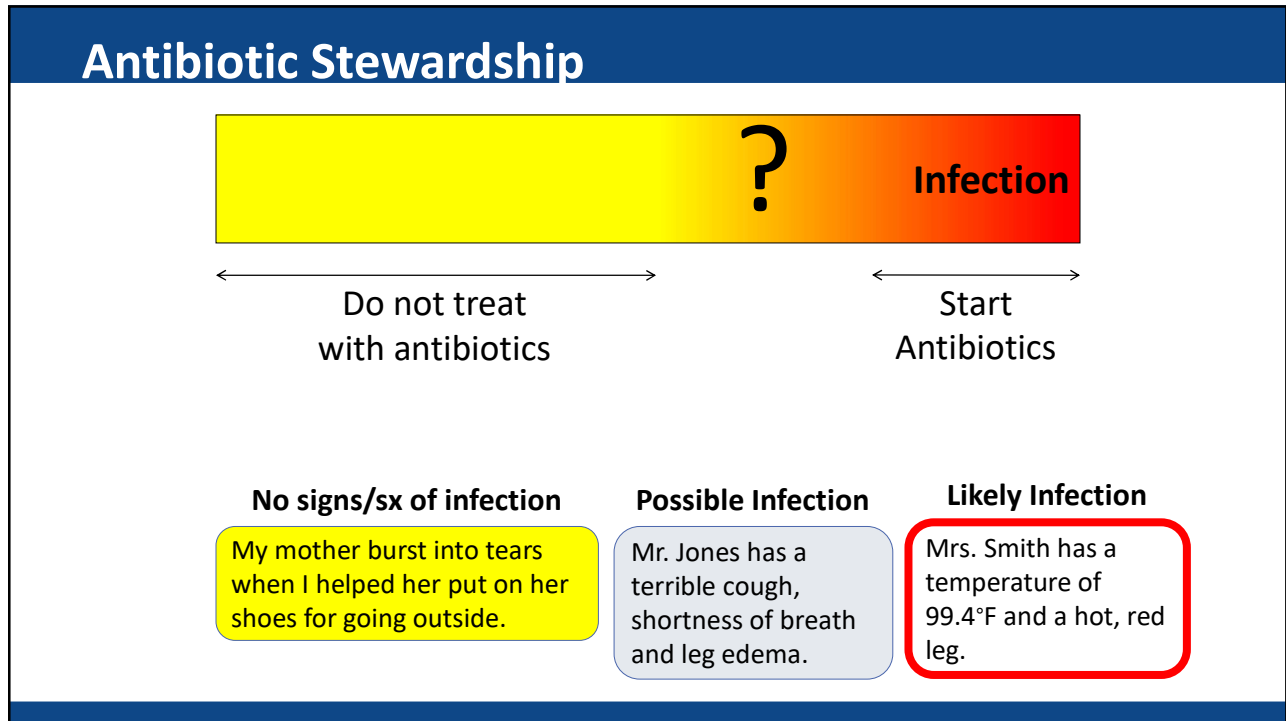 Antibiotic Stewardship
?
Infection
Do not treat
with antibiotics
Start
Antibiotics
No signs/sx of infection
My mother burst into tears
when I helped her put on her
shoes for going outside.
Possible Infection
Mr. Jones has a
terrible cough,
shortness of breath
and leg edema.
Likely Infection
Mrs. Smith has a
temperature of
99.4°F and a hot, red
leg.